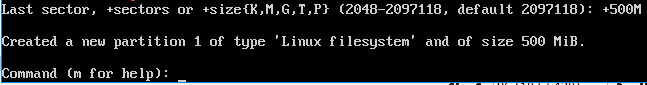 Last sector, +sectors or +size{K,M,G,T,P} (2048-2097118, default 2097118): +500M
Created a new partition 1 of type 'Linux filesystem' and of size 500 MiB.
Command (m for help): _